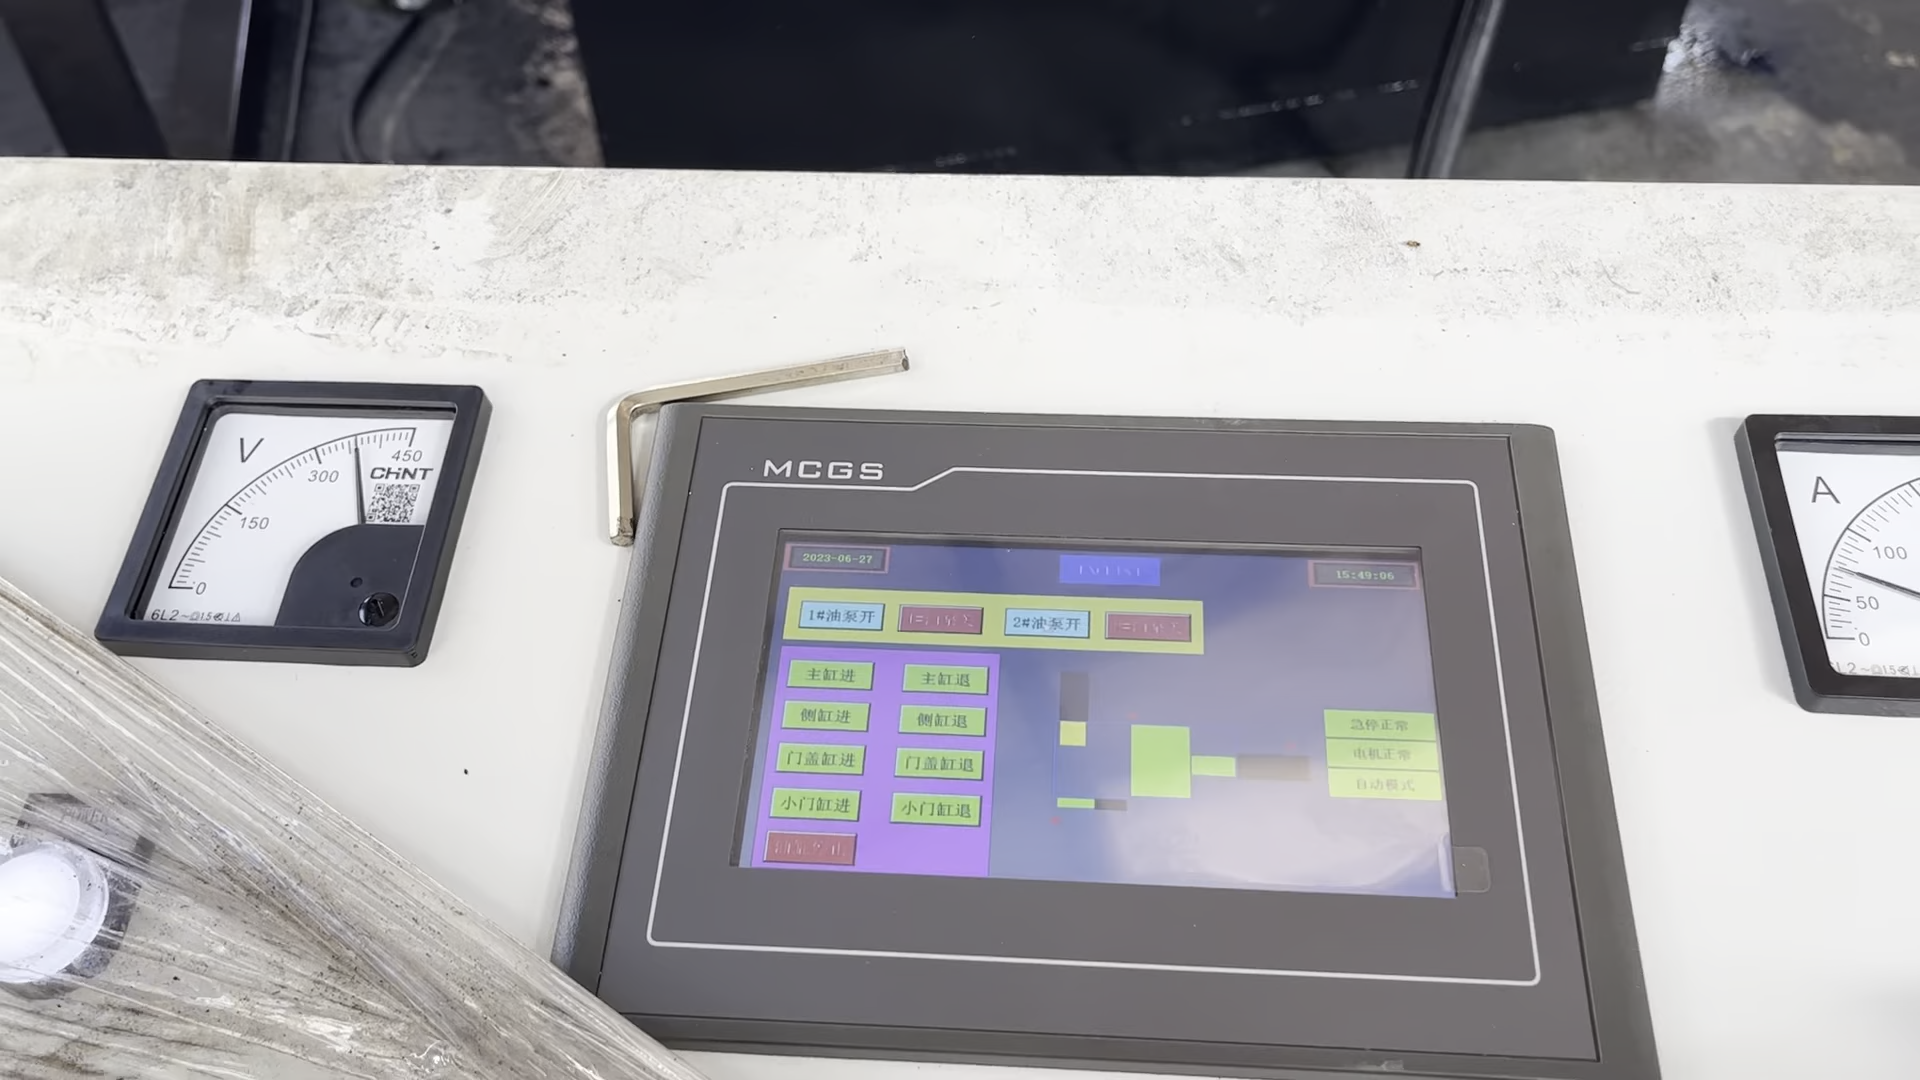 V
450
300
CHNT
150
0
6L2
MCGS
2023-06-27
15:49:06
1#油泵开
2#油泵开
主缸进
主缸退
侧缸进
侧缸退
门盖缸进
门盖缸退
小门缸进
小门缸退
急停正常
电机正常
自动模式
A
100
50
0
POWER